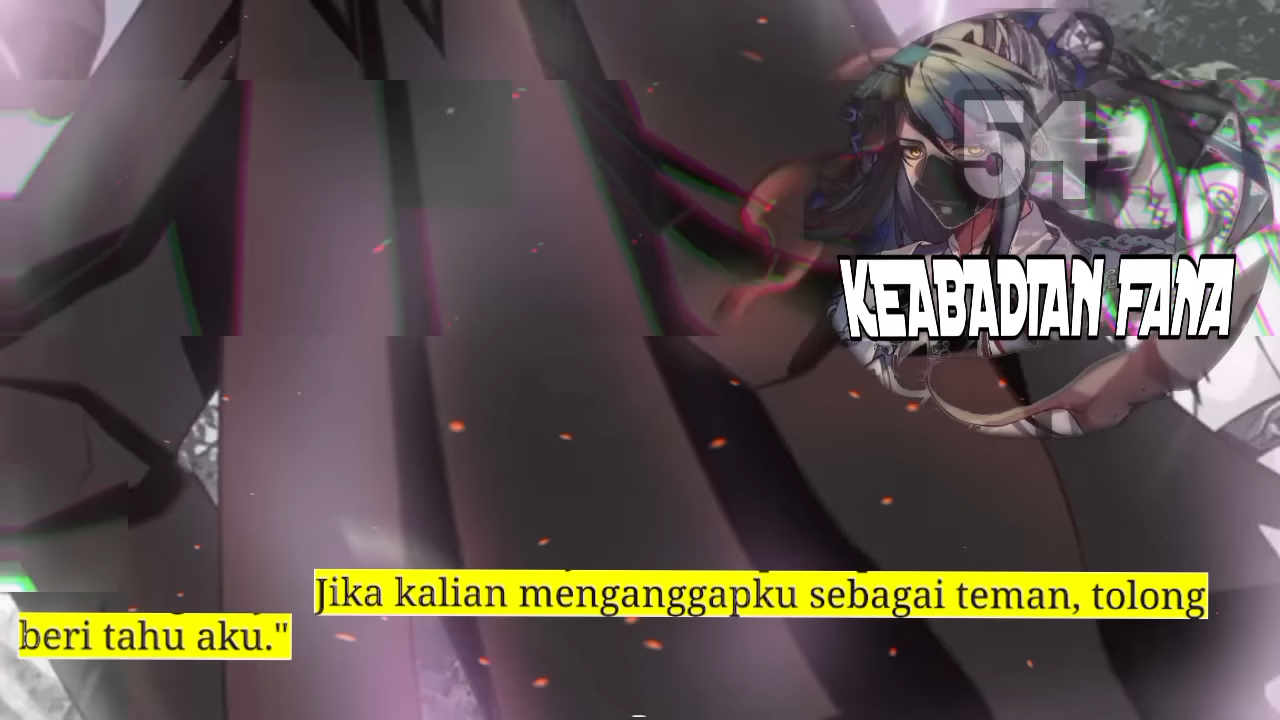 54
KEABADIAN FANA
Jika kalian menganggapku sebagai teman, tolong
beri tahu aku."